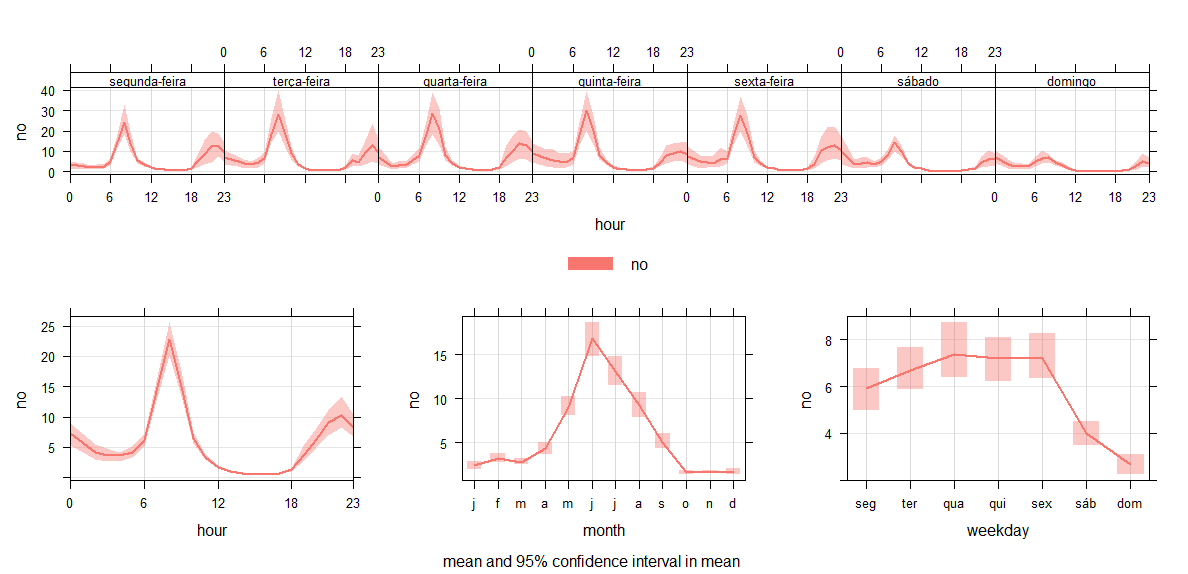 0 6 12 18 23 0 6 12 18 23 0 6 12 18 23
segunda-feira terça-feira quarta-feira quinta-feira sexta-feira sábado domingo
40
30
20
10
0
no
0 6 12 18 23 0 6 12 18 23 0 6 12 18 23 0 6 12 18 23
hour
no
25
20
15
10
5
no
0 6 12 18 23
hour
15
10
5
no
j f m a m j j a s o n d
month
8
6
4
no
seg ter qua qui sex sáb dom
weekday
mean and 95% confidence interval in mean